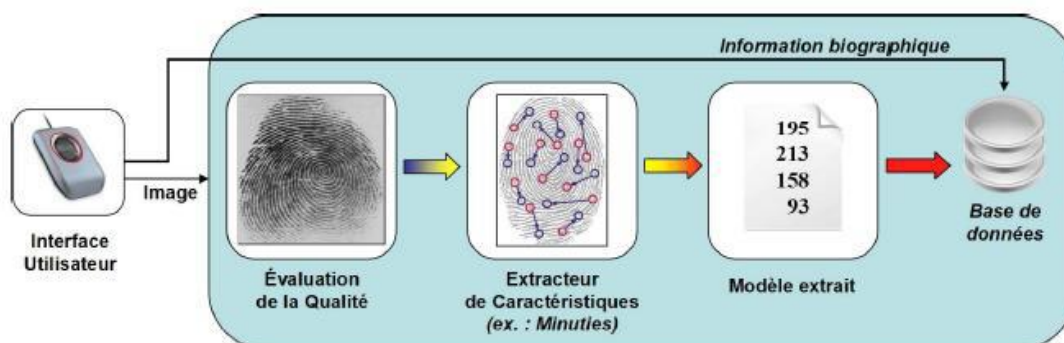 Information biographique
Image
195
213
158
93
Interface
Utilisateur
Évaluation
de la Qualité
Extracteur
de Caractéristiques
(ex. : Minuties)
Modèle extrait
Base de
données